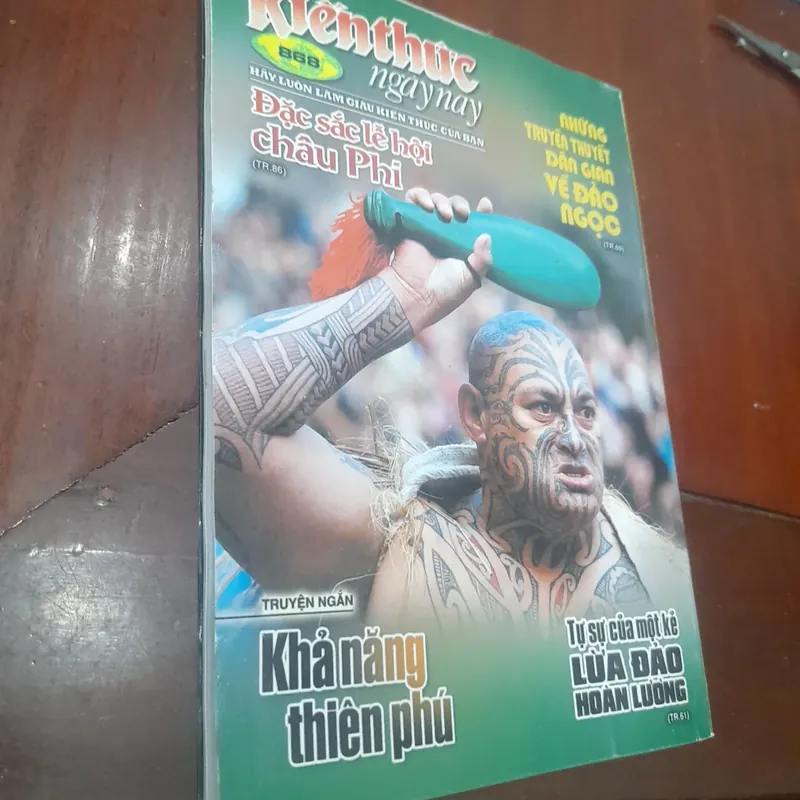 Kiến thức
868
ngày nay
HÃY LUÔN LÀM GIÀU KIẾN THỨC CỦA BẠN
Đặc sắc lễ hội
châu Phi
(TR.86)
NHỮNG
TRUYỀN THUYẾT
DÂN GIAN
VỀ ĐẢO
NGỌC
TRUYỆN NGẮN
Khả năng
thiên phú
Tự sự của một kẻ
LỪA ĐẢO
HOÀN LƯƠNG
(TR.61)